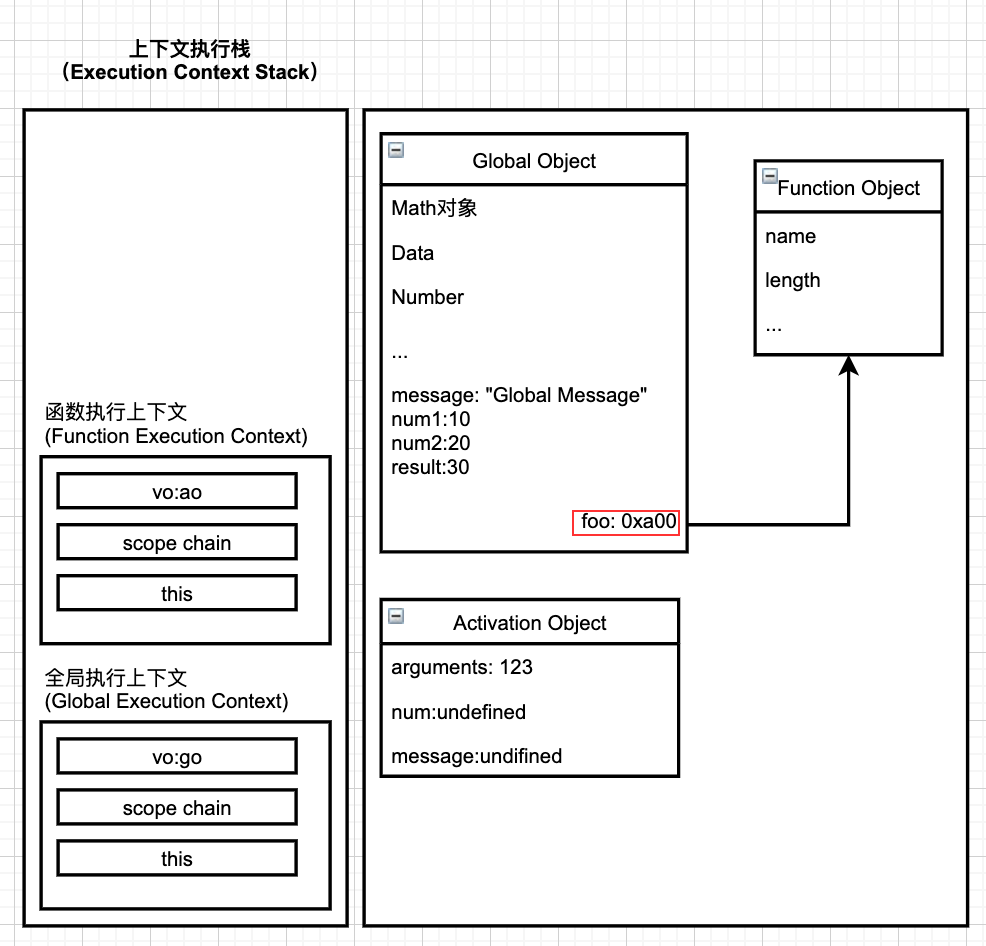 上下文执行栈
（Execution Context Stack）
函数执行上下文
(Function Execution Context)
vo:ao
scope chain
this
全局执行上下文
(Global Execution Context)
vo:go
scope chain
this
Global Object
Math对象
Data
Number
...
message: "Global Message"
num1:10
num2:20
result:30
foo: 0xa00
Function Object
name
length
...
Activation Object
arguments: 123
num:undefined
message:undifined